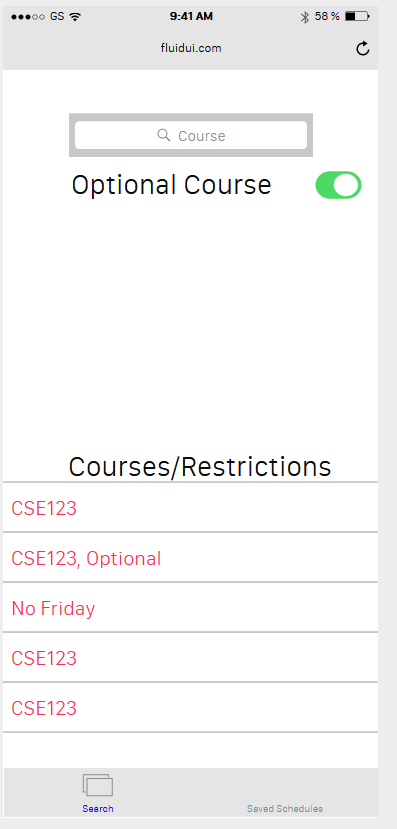 GS 9:41 AM 58 %
fluidui.com
Course
Optional Course
Courses/Restrictions
CSE123
CSE123, Optional
No Friday
CSE123
CSE123
Search Saved Schedules